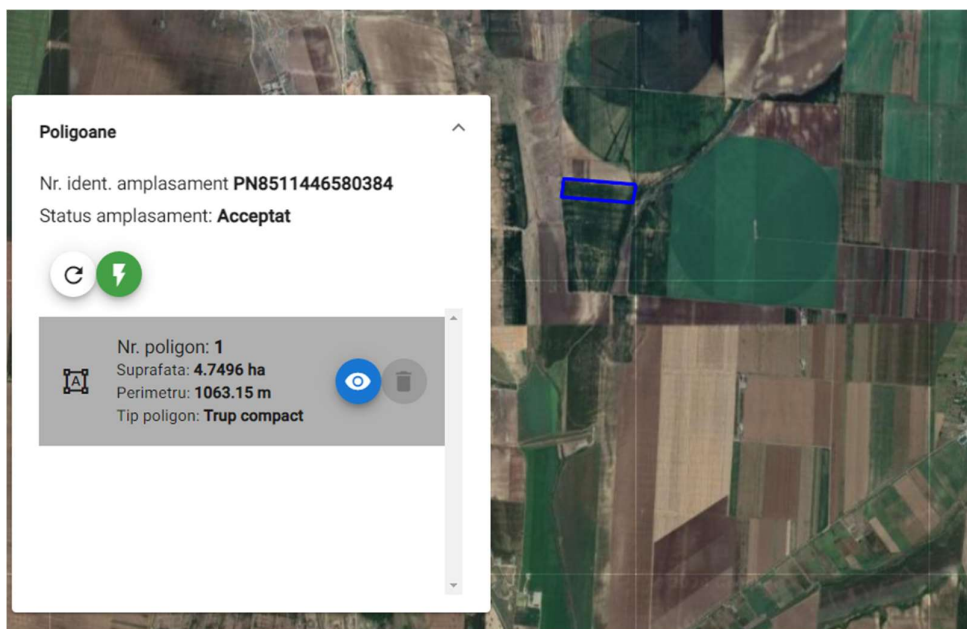 Poligoane
Nr. ident. amplasament PN8511446580384
Status amplasament: Acceptat
Nr. poligon: 1
Suprafata: 4.7496 ha
Perimetru: 1063.15 m
Tip poligon: Trup compact
A